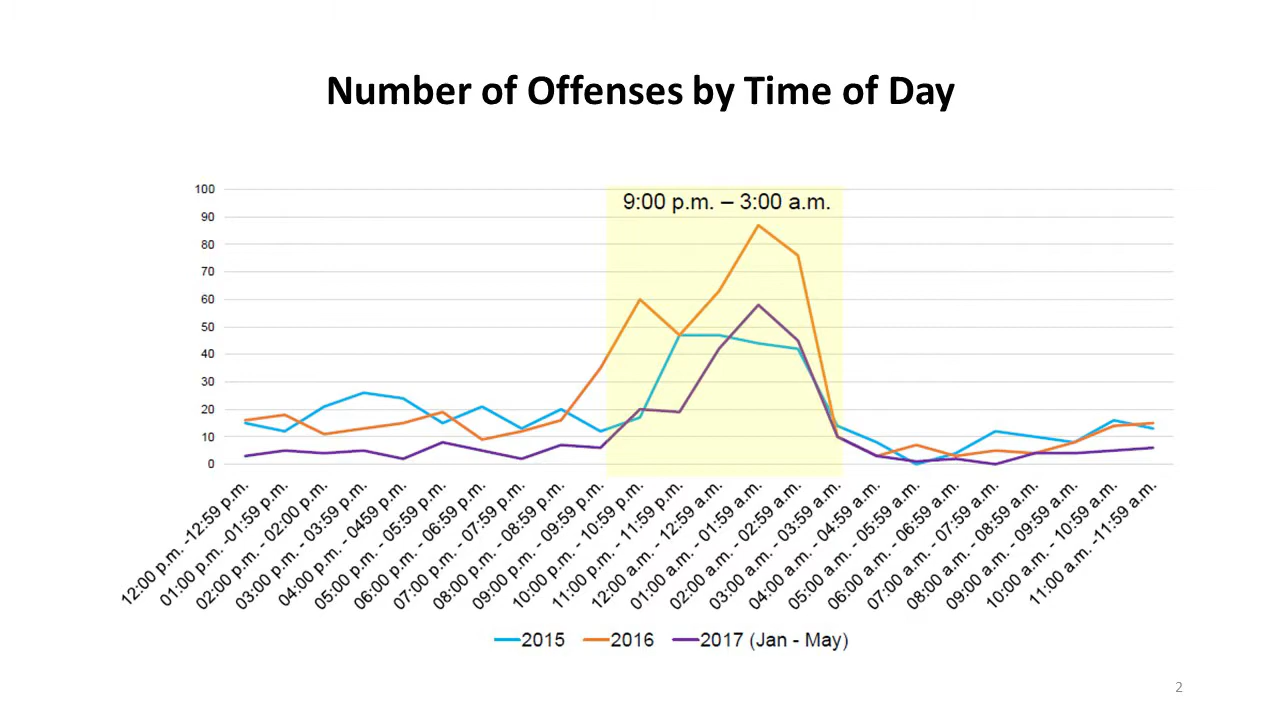 Number of Offenses by Time of Day
9:00 p.m. – 3:00 a.m.
100
90
80
70
60
50
40
30
20
10
0
12:00 p.m. -12:59 p.m.
01:00 p.m. -01:59 p.m.
02:00 p.m. - 02:00 p.m.
03:00 p.m. - 03:59 p.m.
04:00 p.m. - 04:59 p.m.
05:00 p.m. - 05:59 p.m.
06:00 p.m. - 06:59 p.m.
07:00 p.m. - 07:59 p.m.
08:00 p.m. - 08:59 p.m.
09:00 p.m. - 09:59 p.m.
10:00 p.m. - 10:59 p.m.
11:00 p.m. - 11:59 p.m.
12:00 a.m. - 12:59 a.m.
01:00 a.m. - 01:59 a.m.
02:00 a.m. - 02:59 a.m.
03:00 a.m. - 03:59 a.m.
04:00 a.m. - 04:59 a.m.
05:00 a.m. - 05:59 a.m.
06:00 a.m. - 06:59 a.m.
07:00 a.m. - 07:59 a.m.
08:00 a.m. - 08:59 a.m.
09:00 a.m. - 09:59 a.m.
10:00 a.m. - 10:59 a.m.
11:00 a.m. -11:59 a.m.
2015 2016 2017 (Jan - May)
2